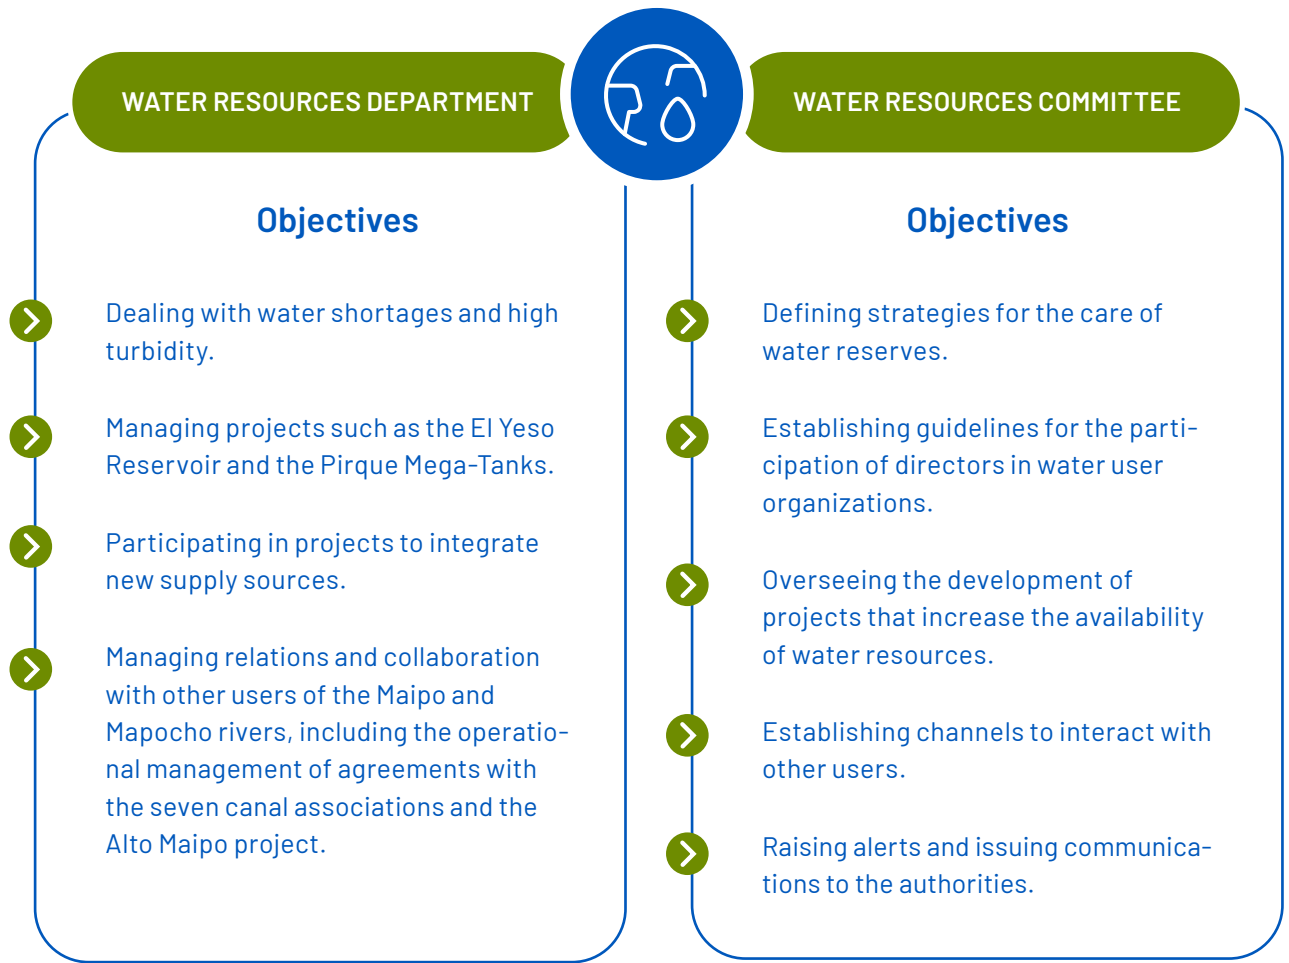 WATER RESOURCES DEPARTMENT
Objectives
Dealing with water shortages and high
turbidity.
Managing projects such as the El Yeso
Reservoir and the Pirque Mega-Tanks.
Participating in projects to integrate
new supply sources.
Managing relations and collaboration
with other users of the Maipo and
Mapocho rivers, including the operatio-
nal management of agreements with
the seven canal associations and the
Alto Maipo project.
WATER RESOURCES COMMITTEE
Objectives
Defining strategies for the care of
water reserves.
Establishing guidelines for the parti-
cipation of directors in water user
organizations.
Overseeing the development of
projects that increase the availability
of water resources.
Establishing channels to interact with
other users.
Raising alerts and issuing communica-
tions to the authorities.